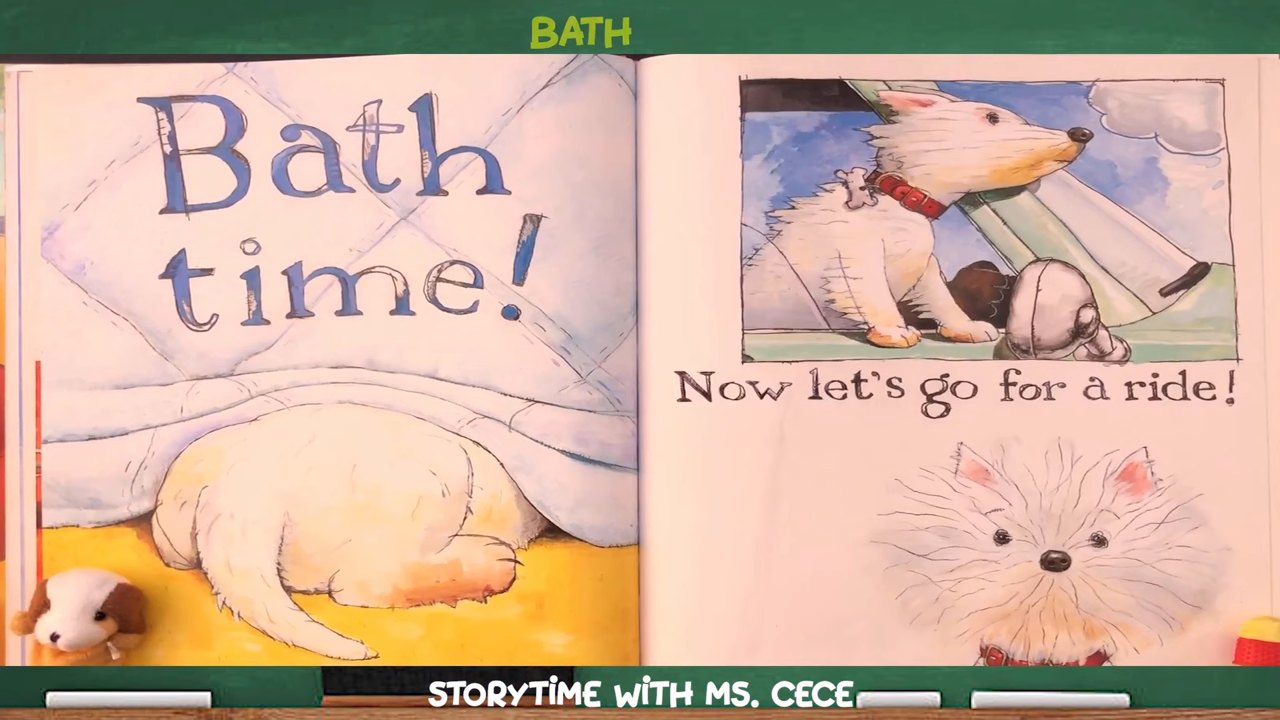 BATH
Bath
time!
Now let's go for a ride!
STORYTIME WITH MS. CECE